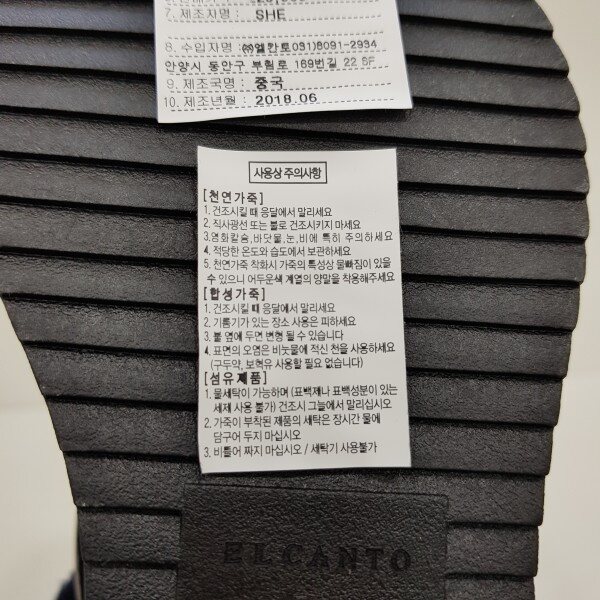 7. 제조자명 : SHE
8. 수입자명 : ㈜엘칸토031)8091-2934
안양시 동안구 부림로 169번길 22 6F
9. 제조국명 : 중국
10. 제조년월 : 2018.06
사용상 주의사항
[천연가죽]
1. 건조시킬 때 응달에서 말리세요
2. 직사광선 또는 불로 건조시키지 마세요
3.염화칼슘,바닷물,눈,비에 특히 주의하세요
4. 적당한 온도와 습도에서 보관하세요
5. 천연가죽 착화시 가죽의 특성상 물빠짐이 있을
수 있으니 어두운색 계열의 양말을 착용해주세요
[합성가죽]
1. 건조시킬 때 응달에서 말리세요
2. 기름기가 있는 장소 사용은 피하세요
3. 불 옆에 두면 변형 될 수 있습니다
4. 표면의 오염은 비눗물에 적신 천을 사용하세요
(구두약, 보혁유 사용할 필요 없습니다)
[섬유제품]
1. 물세탁이 가능하며 (표백제나 표백성분이 있는
세제 사용 불가) 건조시 그늘에서 말리십시오
2. 가죽이 부착된 제품의 세탁은 장시간 물에
담구어 두지 마십시오
3. 비틀어 짜지 마십시오 / 세탁기 사용불가
ELCANTO